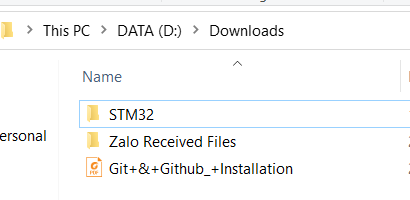 This PC > DATA (D:) > Downloads
Name
STM32
ersonal
Zalo Received Files
Git+&+Github_+Installation